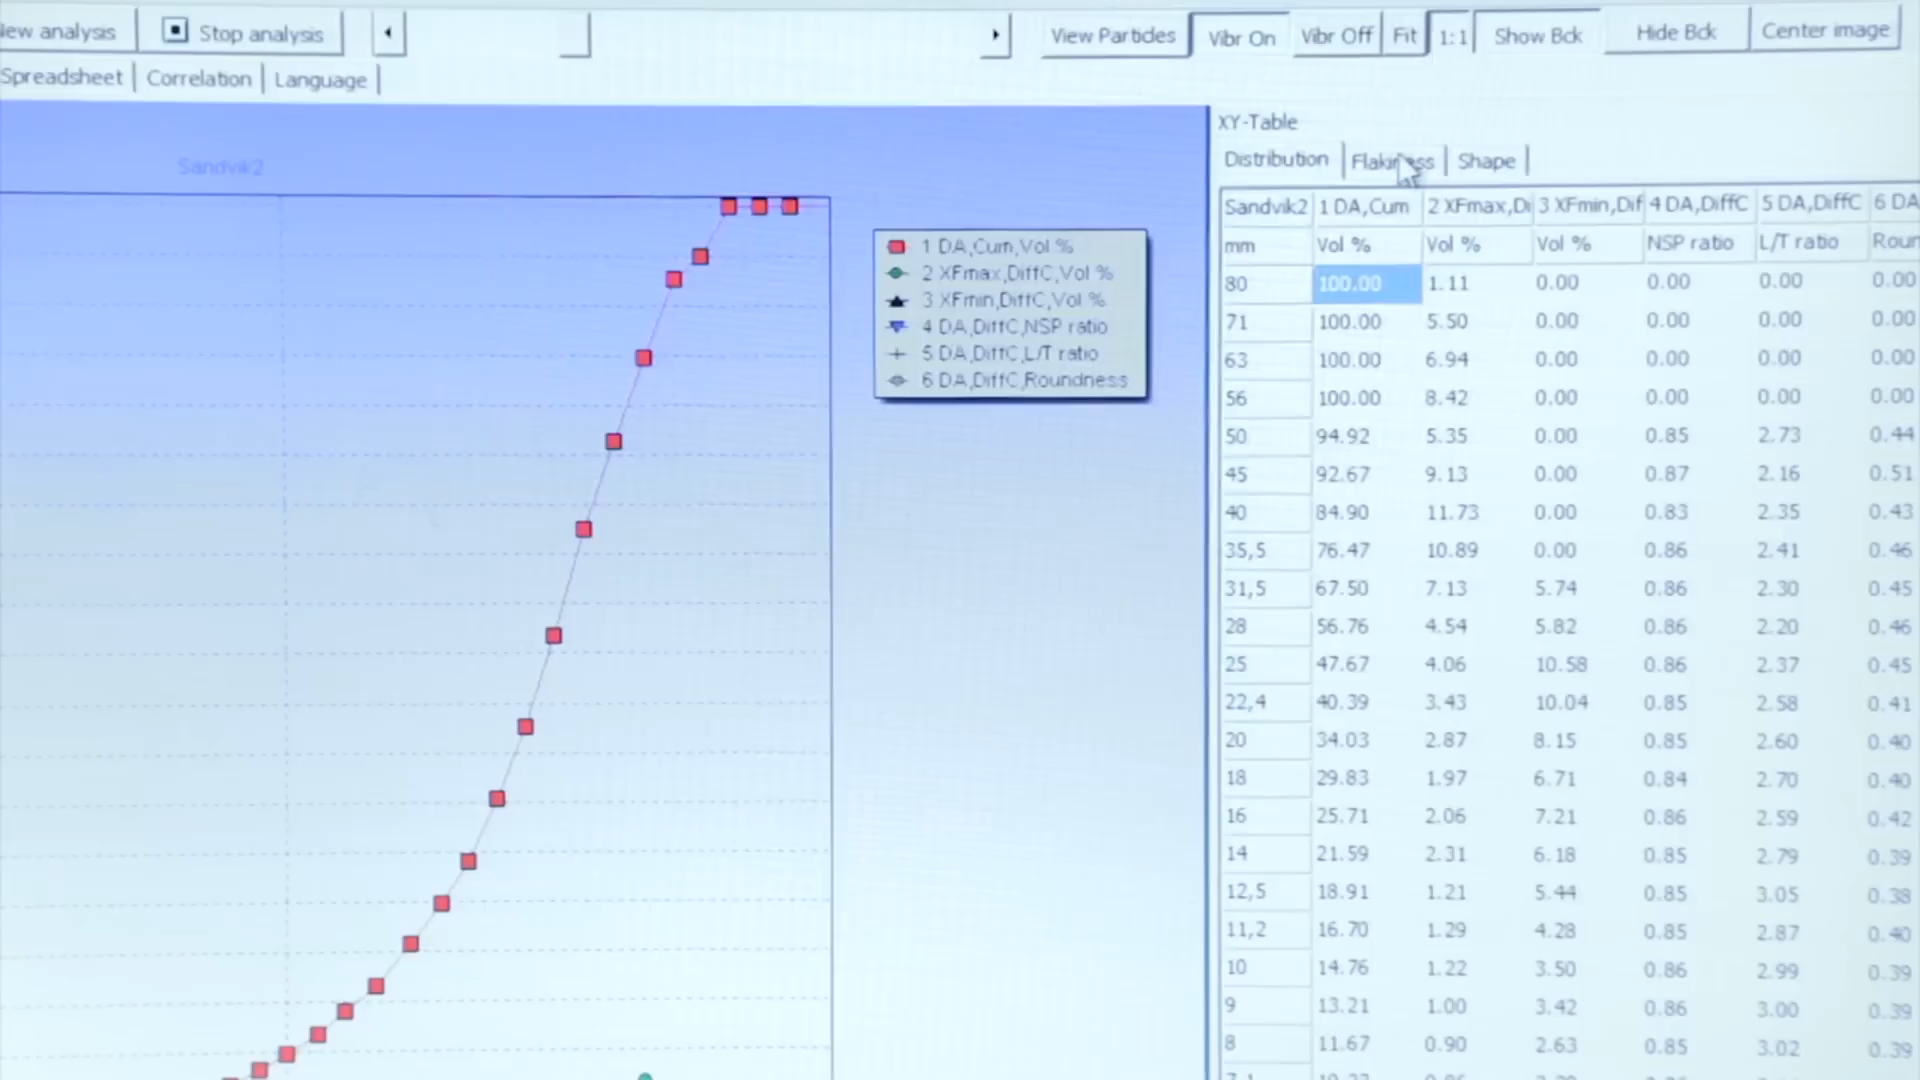 Stop analysis
View Particles Vibr On Vibr Off Fit 1:1 Show Bck Hide Bck Center image
Spreadsheet Correlation Language
XY-Table
Distribution Flakiness Shape
Sandvik2
1 DA,Cum,Vol %
2 XFmax,DiffC,Vol %
3 XFmin,DiffC,Vol %
4 DA,DiffC,NSP ratio
5 DA,DiffC,L/T ratio
6 DA,DiffC,Roundness
Sandvik2 1 DA,Cum 2 XFmax,Di 3 XFmin,Dif 4 DA,DiffC 5 DA,DiffC 6 DA
mm Vol % Vol % Vol % NSP ratio L/T ratio Roun
80 100.00 1.11 0.00 0.00 0.00 0.00
71 100.00 5.50 0.00 0.00 0.00 0.00
63 100.00 6.94 0.00 0.00 0.00 0.00
56 100.00 8.42 0.00 0.00 0.00 0.00
50 94.92 5.35 0.00 0.85 2.73 0.44
45 92.67 9.13 0.00 0.87 2.16 0.51
40 84.90 11.73 0.00 0.83 2.35 0.43
35,5 76.47 10.89 0.00 0.86 2.41 0.46
31,5 67.50 7.13 5.74 0.86 2.30 0.45
28 56.76 4.54 5.82 0.86 2.20 0.46
25 47.67 4.06 10.58 0.86 2.37 0.45
22,4 40.39 3.43 10.04 0.85 2.58 0.41
20 34.03 2.87 8.15 0.85 2.60 0.40
18 29.83 1.97 6.71 0.84 2.70 0.40
16 25.71 2.06 7.21 0.86 2.59 0.42
14 21.59 2.31 6.18 0.85 2.79 0.39
12,5 18.91 1.21 5.44 0.85 3.05 0.38
11,2 16.70 1.29 4.28 0.85 2.87 0.40
10 14.76 1.22 3.50 0.86 2.99 0.39
9 13.21 1.00 3.42 0.86 3.00 0.39
8 11.67 0.90 2.63 0.85 3.02 0.39